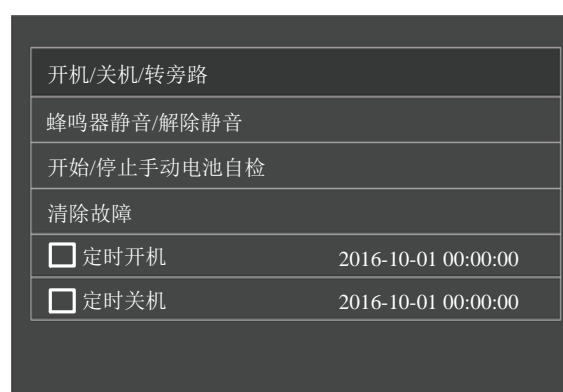 开机/关机/转旁路
蜂鸣器静音/解除静音
开始/停止手动电池自检
清除故障
定时开机 2016-10-01 00:00:00
定时关机 2016-10-01 00:00:00